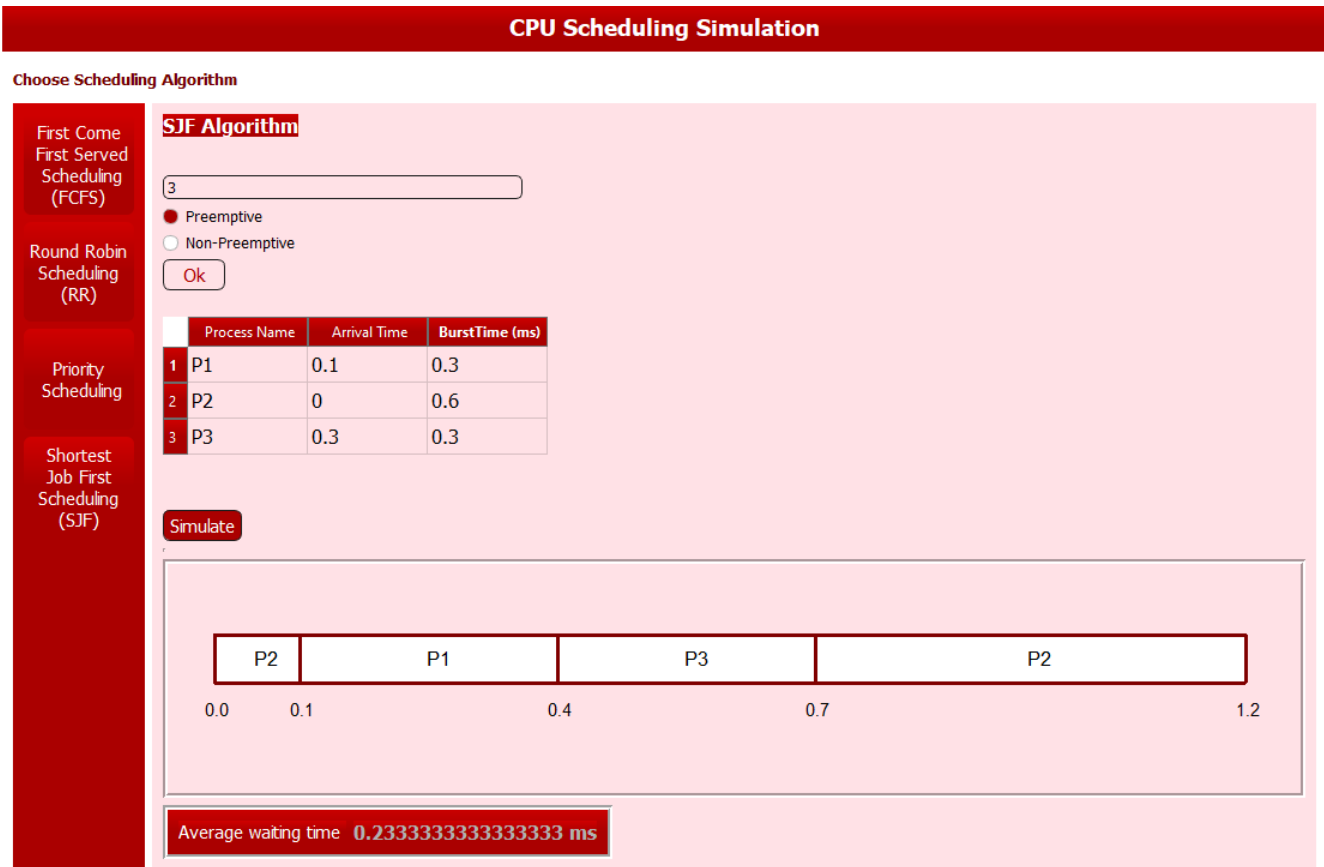 CPU Scheduling Simulation
Choose Scheduling Algorithm
First Come
First Served
Scheduling
(FCFS)
Round Robin
Scheduling
(RR)
Priority
Scheduling
Shortest
Job First
Scheduling
(SJF)
SJF Algorithm
3
Preemptive
Non-Preemptive
Ok
Process Name Arrival Time BurstTime (ms)
1 P1 0.1 0.3
2 P2 0 0.6
3 P3 0.3 0.3
Simulate
P2 P1 P3 P2
0.0 0.1 0.4 0.7 1.2
Average waiting time 0.2333333333333333 ms